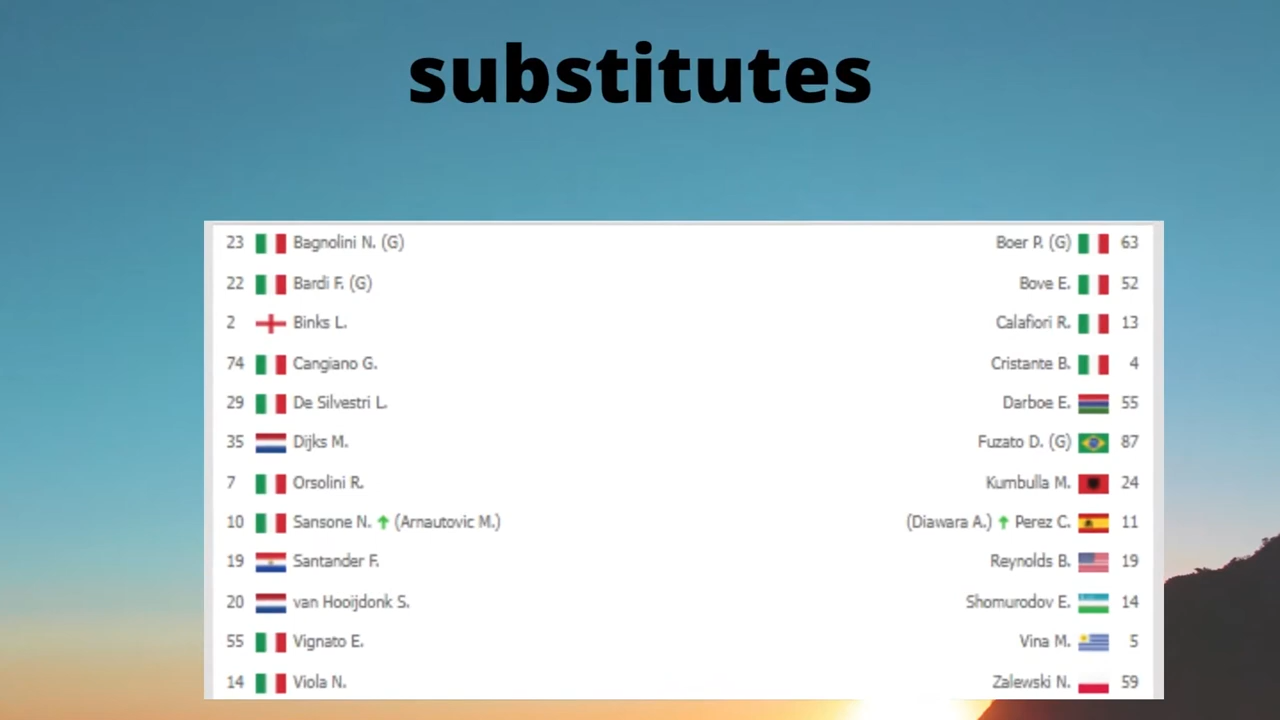 substitutes
23 Bagnolini N. (G) Boer P. (G) 63
22 Bardi F. (G) Bove E. 52
2 Binks L. Calafiori R. 13
74 Cangiano G. Cristante B. 4
29 De Silvestri L. Darboe E. 55
35 Dijks M. Fuzato D. (G) 87
7 Orsolini R. Kumbulla M. 24
10 Sansone N. (Arnautovic M.) (Diawara A.) Perez C. 11
19 Santander F. Reynolds B. 19
20 van Hooijdonk S. Shomurodov E. 14
55 Vignato E. Vina M. 5
14 Viola N. Zalewski N. 59